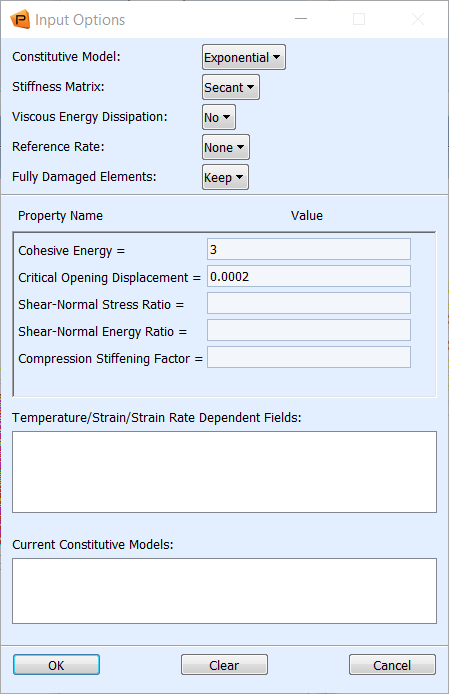 P Input Options
Constitutive Model: Exponential
Stiffness Matrix: Secant
Viscous Energy Dissipation: No
Reference Rate: None
Fully Damaged Elements: Keep
Property Name Value
Cohesive Energy = 3
Critical Opening Displacement = 0.0002
Shear-Normal Stress Ratio =
Shear-Normal Energy Ratio =
Compression Stiffening Factor =
Temperature/Strain/Strain Rate Dependent Fields:
Current Constitutive Models:
OK Clear Cancel